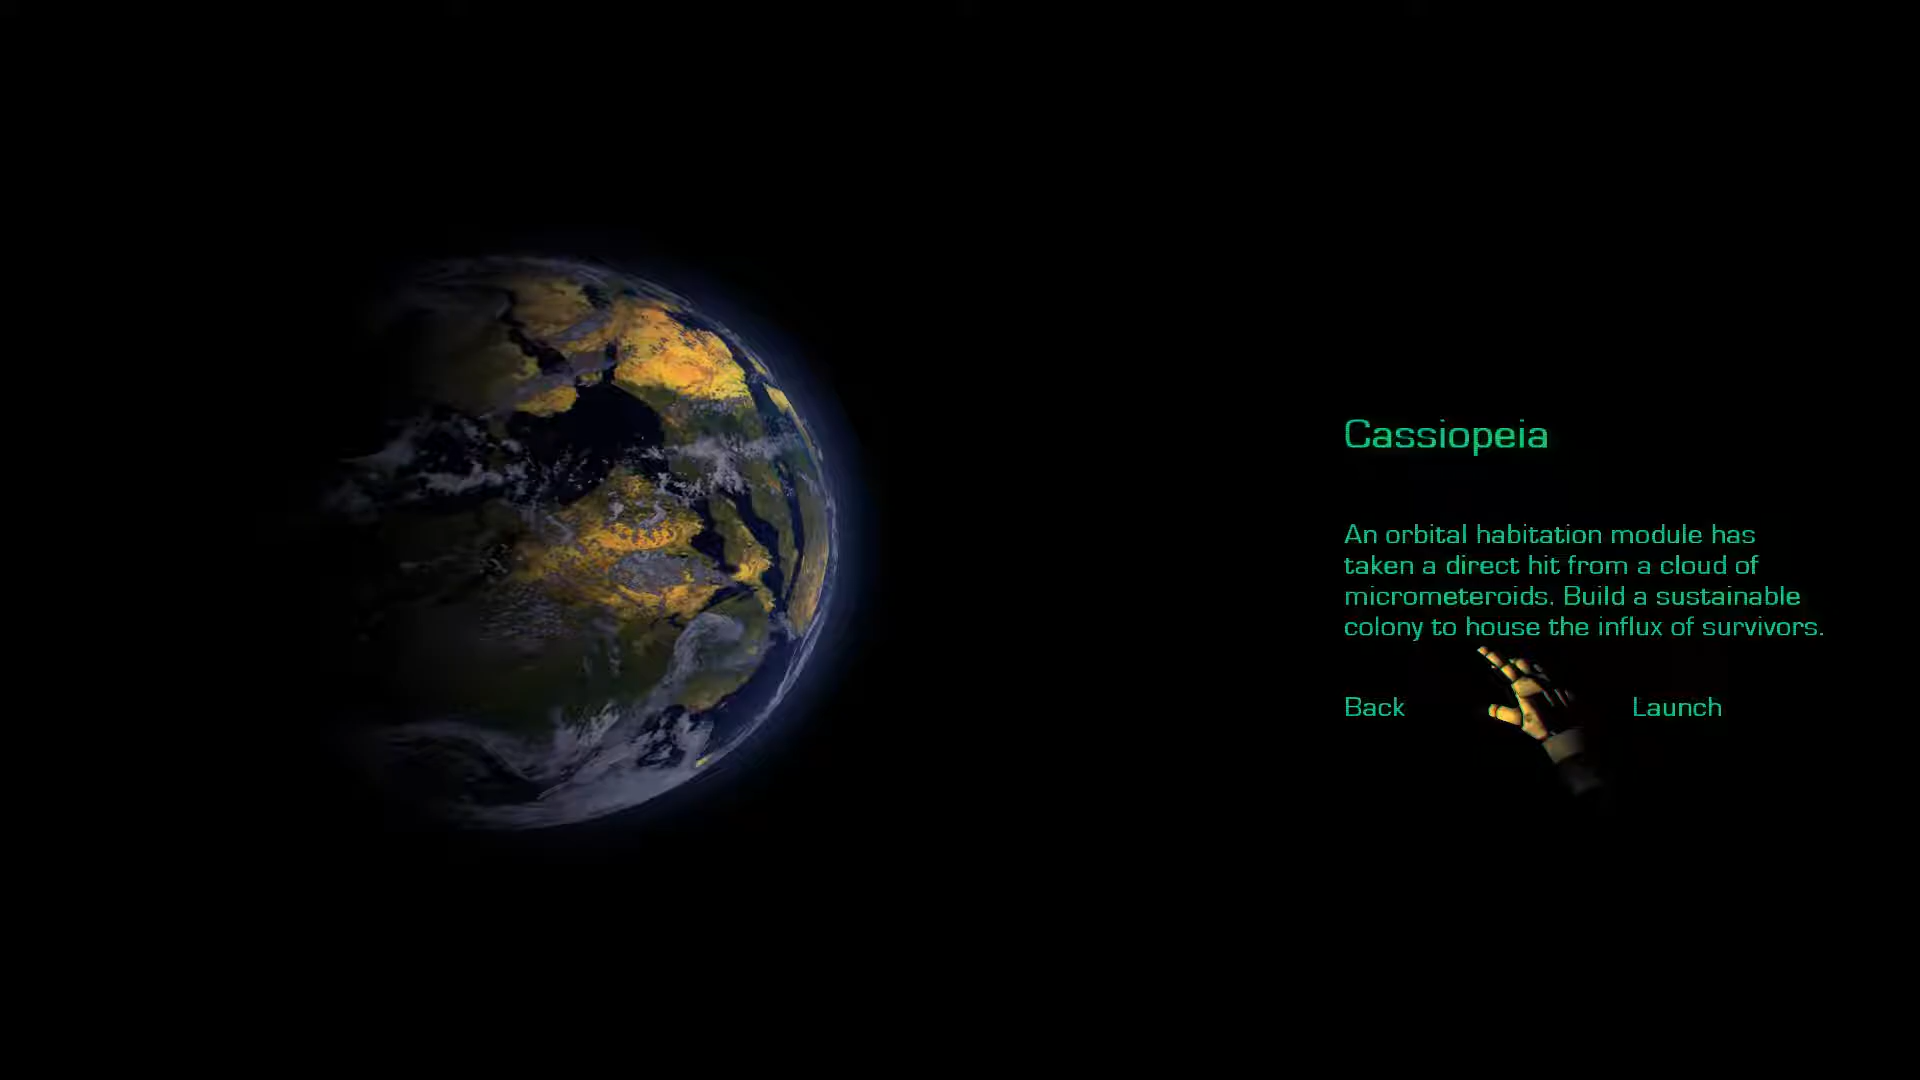 Cassiopeia
An orbital habitation module has
taken a direct hit from a cloud of
micrometeroids. Build a sustainable
colony to house the influx of survivors.
Back Launch